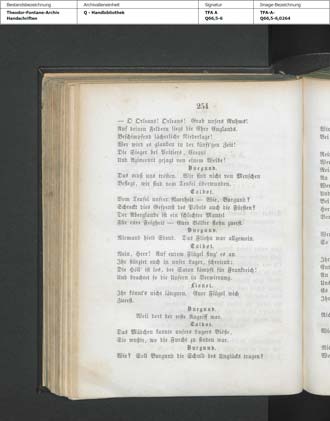 Bestandsbezeichnung
Archivalieneinheit
Signatur
Image-Bezeichnung
Theodor-Fontane-Archiv
Handschriften
Q - Handbibliothek
TFA A
Q66,5-6
TFA-A-
Q66,5-6,0264
254
— O Orleans! Orleans! Grab unsers Ruhms!
Auf deinen Feldern liegt die Ehre Englands.
Beschimpfend lächerliche Niederlage!
Wer wird es glauben in der künft'gen Zeit!
Die Sieger bei Poitiers, Crequi
Und Azincourt gejagt von einem Weibe!
Burgund.
Das muß uns trösten. Wir sind nicht von Menschen
Besiegt, wir sind vom Teufel überwunden.
Talbot.
Vom Teufel unsrer Narrheit — Wie, Burgund?
Schreckt dies Gespenst des Pöbels auch die Fürsten?
Der Aberglaube ist ein schlechter Mantel
Für eure Feigheit — Eure Völker flohn zuerst.
Burgund.
Niemand hielt Stand. Das Fliehn war allgemein.
Talbot.
Nein, Herr! Auf eurem Flügel fing' es an.
Ihr stürztet euch in unser Lager, schreiend:
Die Höll' ist los, der Satan kämpft für Frankreich!
Und brachtet so die Unsern in Verwirrung.
Lionel.
Ihr könnt's nicht läugnen. Euer Flügel wich
Zuerst.
Burgund.
Weil dort der erste Angriff war.
Talbot.
Das Mädchen kannte unsers Lagers Blöße,
Sie wußte, wo die Furcht zu finden war.
Burgund.
Wie? Soll Burgund die Schuld des Unglücks tragen?